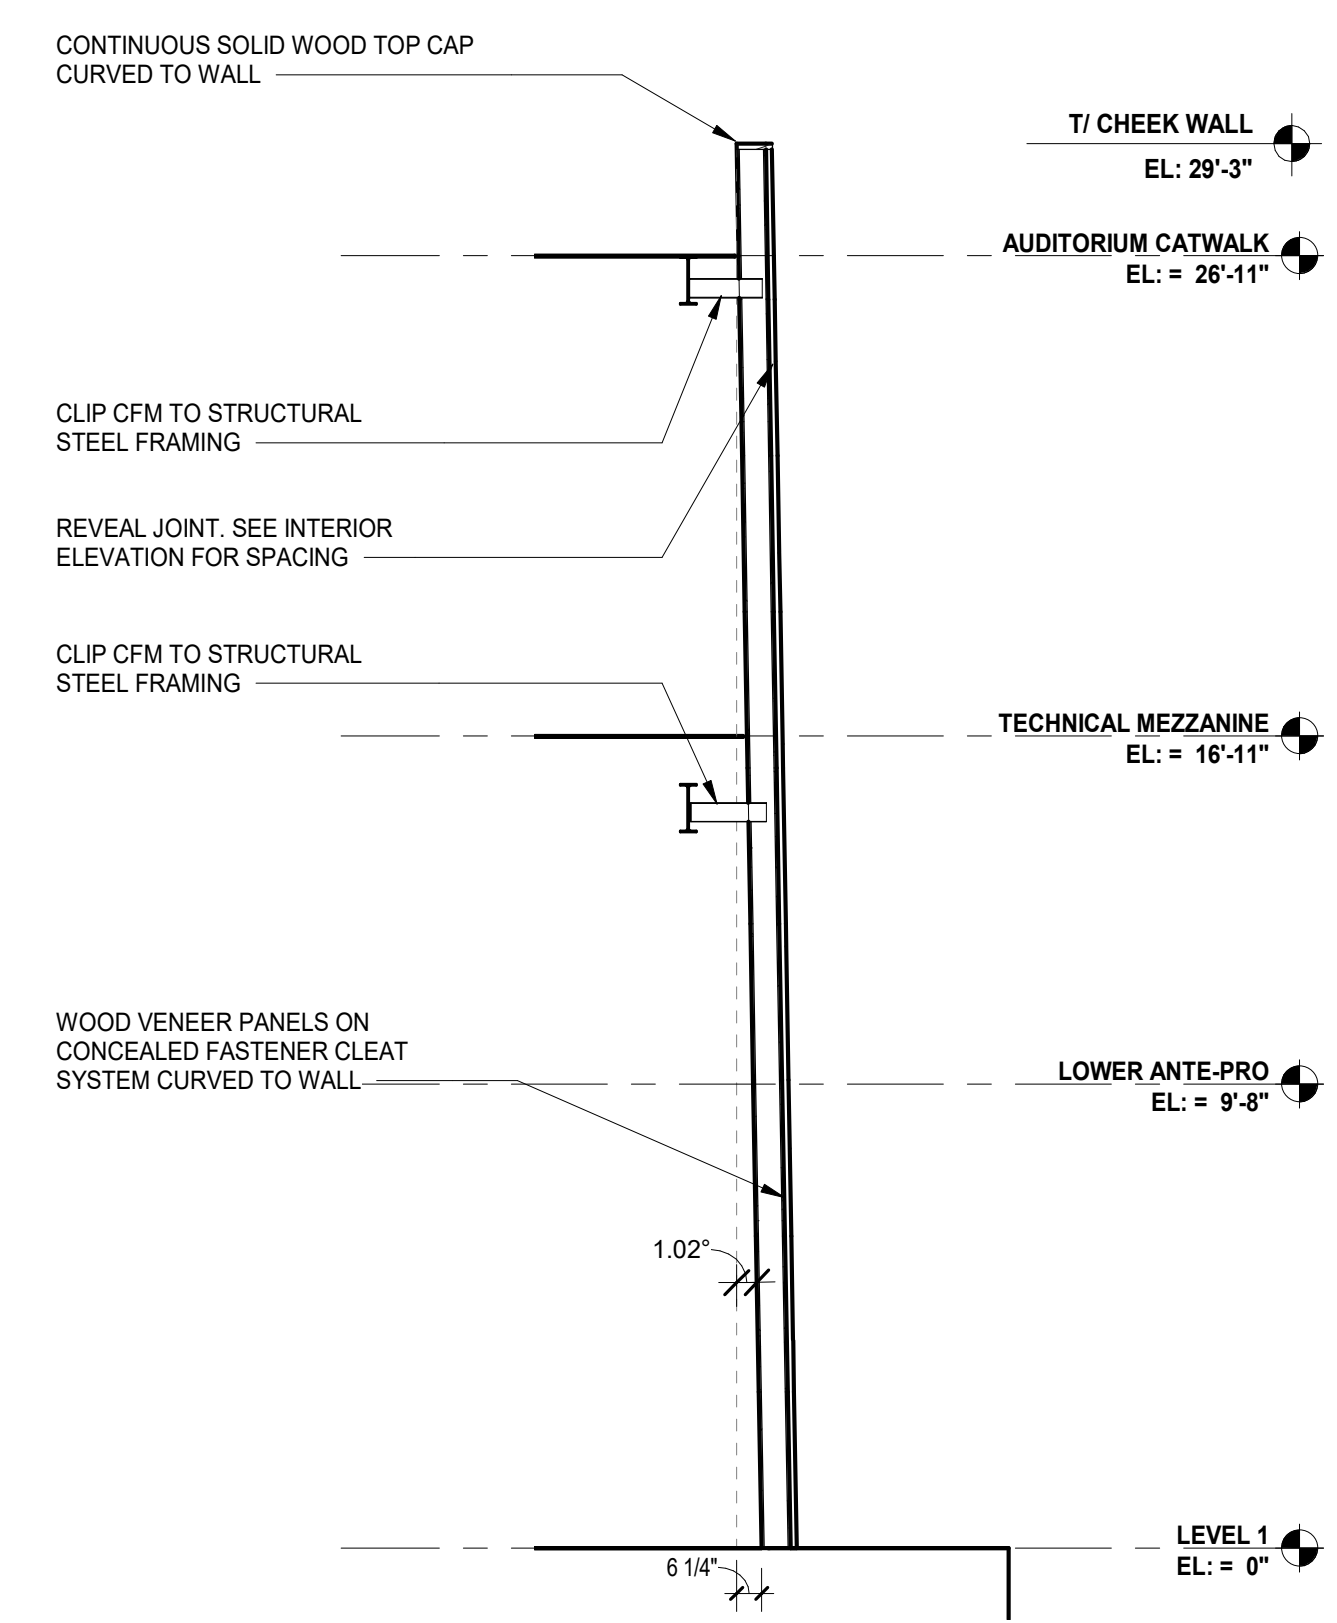 CONTINUOUS SOLID WOOD TOP CAP
CURVED TO WALL
T/ CHEEK WALL
EL: 29'-3"
AUDITORIUM CATWALK
EL: = 26'-11"
CLIP CFM TO STRUCTURAL
STEEL FRAMING
REVEAL JOINT. SEE INTERIOR
ELEVATION FOR SPACING
CLIP CFM TO STRUCTURAL
STEEL FRAMING
TECHNICAL MEZZANINE
EL: = 16'-11"
WOOD VENEER PANELS ON
CONCEALED FASTENER CLEAT
SYSTEM CURVED TO WALL
LOWER ANTE-PRO
EL: = 9'-8"
1.02°
LEVEL 1
EL: = 0"
6 1/4"